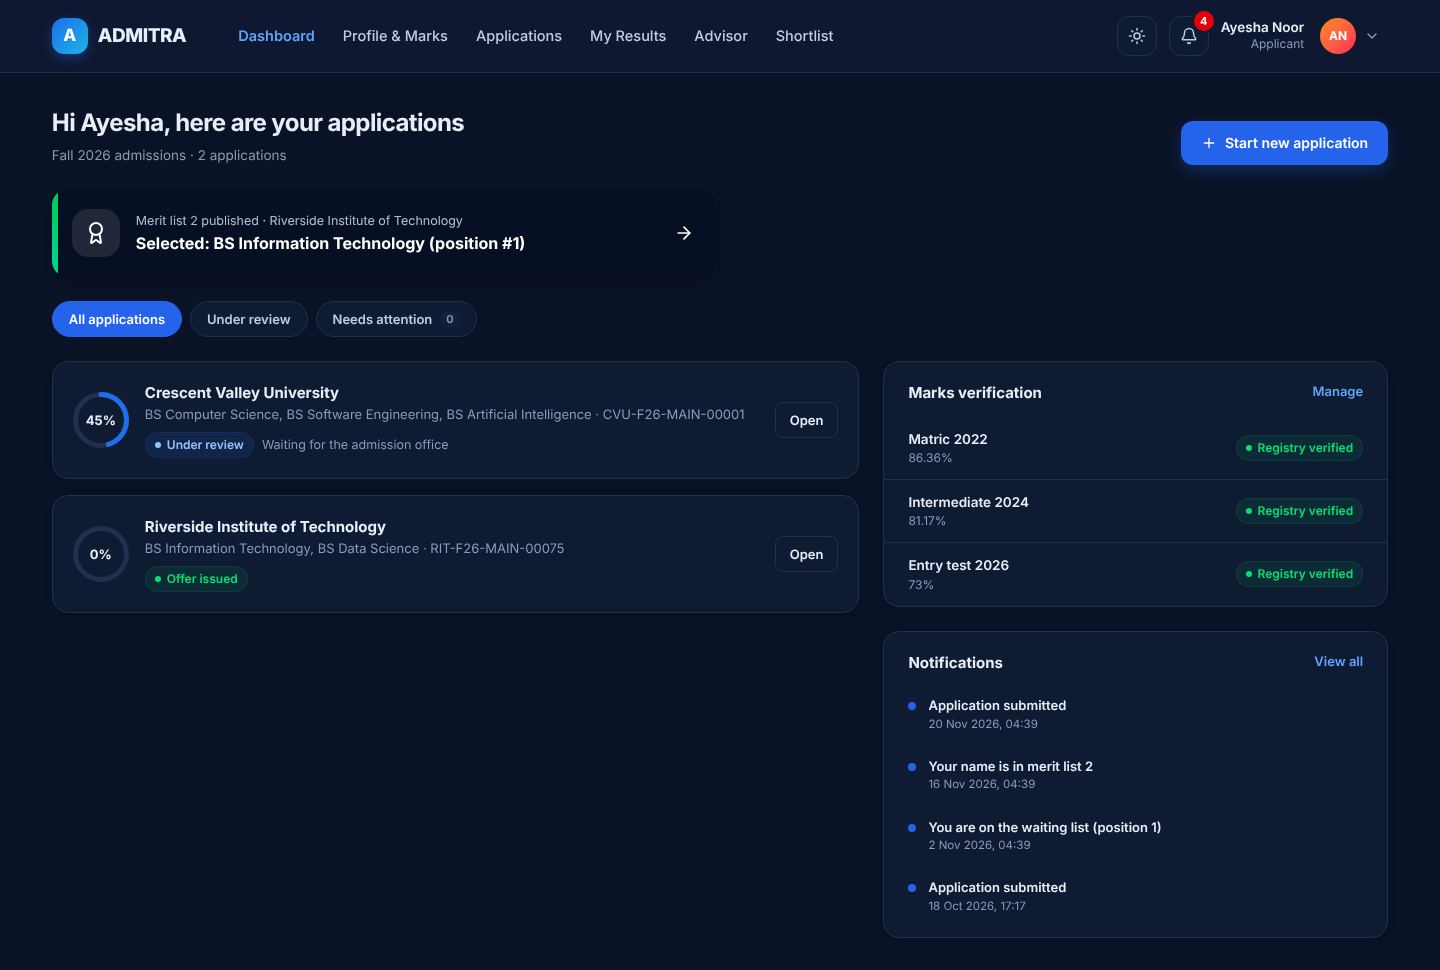 A ADMITRA Dashboard Profile & Marks Applications My Results Advisor Shortlist 4 Ayesha Noor AN
Applicant
Hi Ayesha, here are your applications
Fall 2026 admissions · 2 applications
+ Start new application
Merit list 2 published · Riverside Institute of Technology
Selected: BS Information Technology (position #1)
All applications Under review Needs attention 0
45%
Crescent Valley University
BS Computer Science, BS Software Engineering, BS Artificial Intelligence · CVU-F26-MAIN-00001
Under review Waiting for the admission office
Open
0%
Riverside Institute of Technology
BS Information Technology, BS Data Science · RIT-F26-MAIN-00075
Offer issued
Open
Marks verification Manage
Matric 2022
86.36%
Registry verified
Intermediate 2024
81.17%
Registry verified
Entry test 2026
73%
Registry verified
Notifications View all
Application submitted
20 Nov 2026, 04:39
Your name is in merit list 2
16 Nov 2026, 04:39
You are on the waiting list (position 1)
2 Nov 2026, 04:39
Application submitted
18 Oct 2026, 17:17